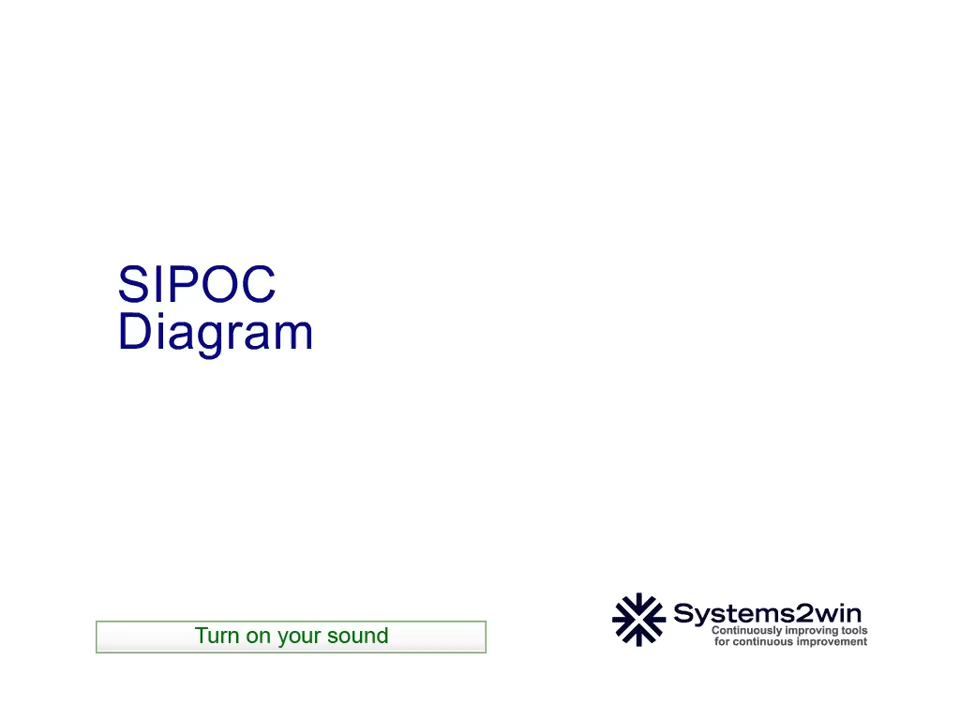 SIPOC
Diagram
Turn on your sound
Systems2win
Continuously improving tools
for continuous improvement